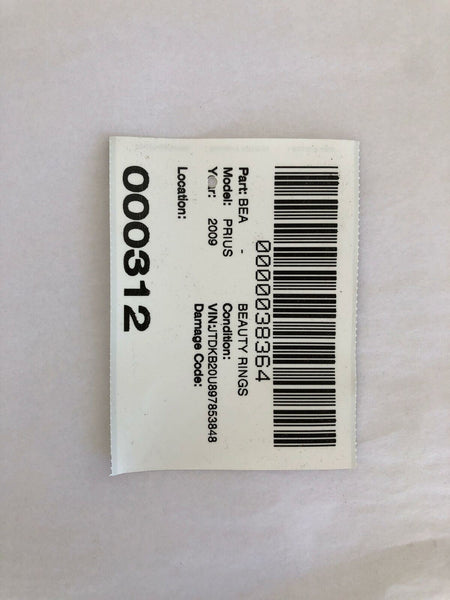 0000038364
Part: BEA - BEAUTY RINGS
Model: PRIUS Condition:
Year: 2009 VIN:JTDKB20U897853848
Damage Code:
Location:
000312